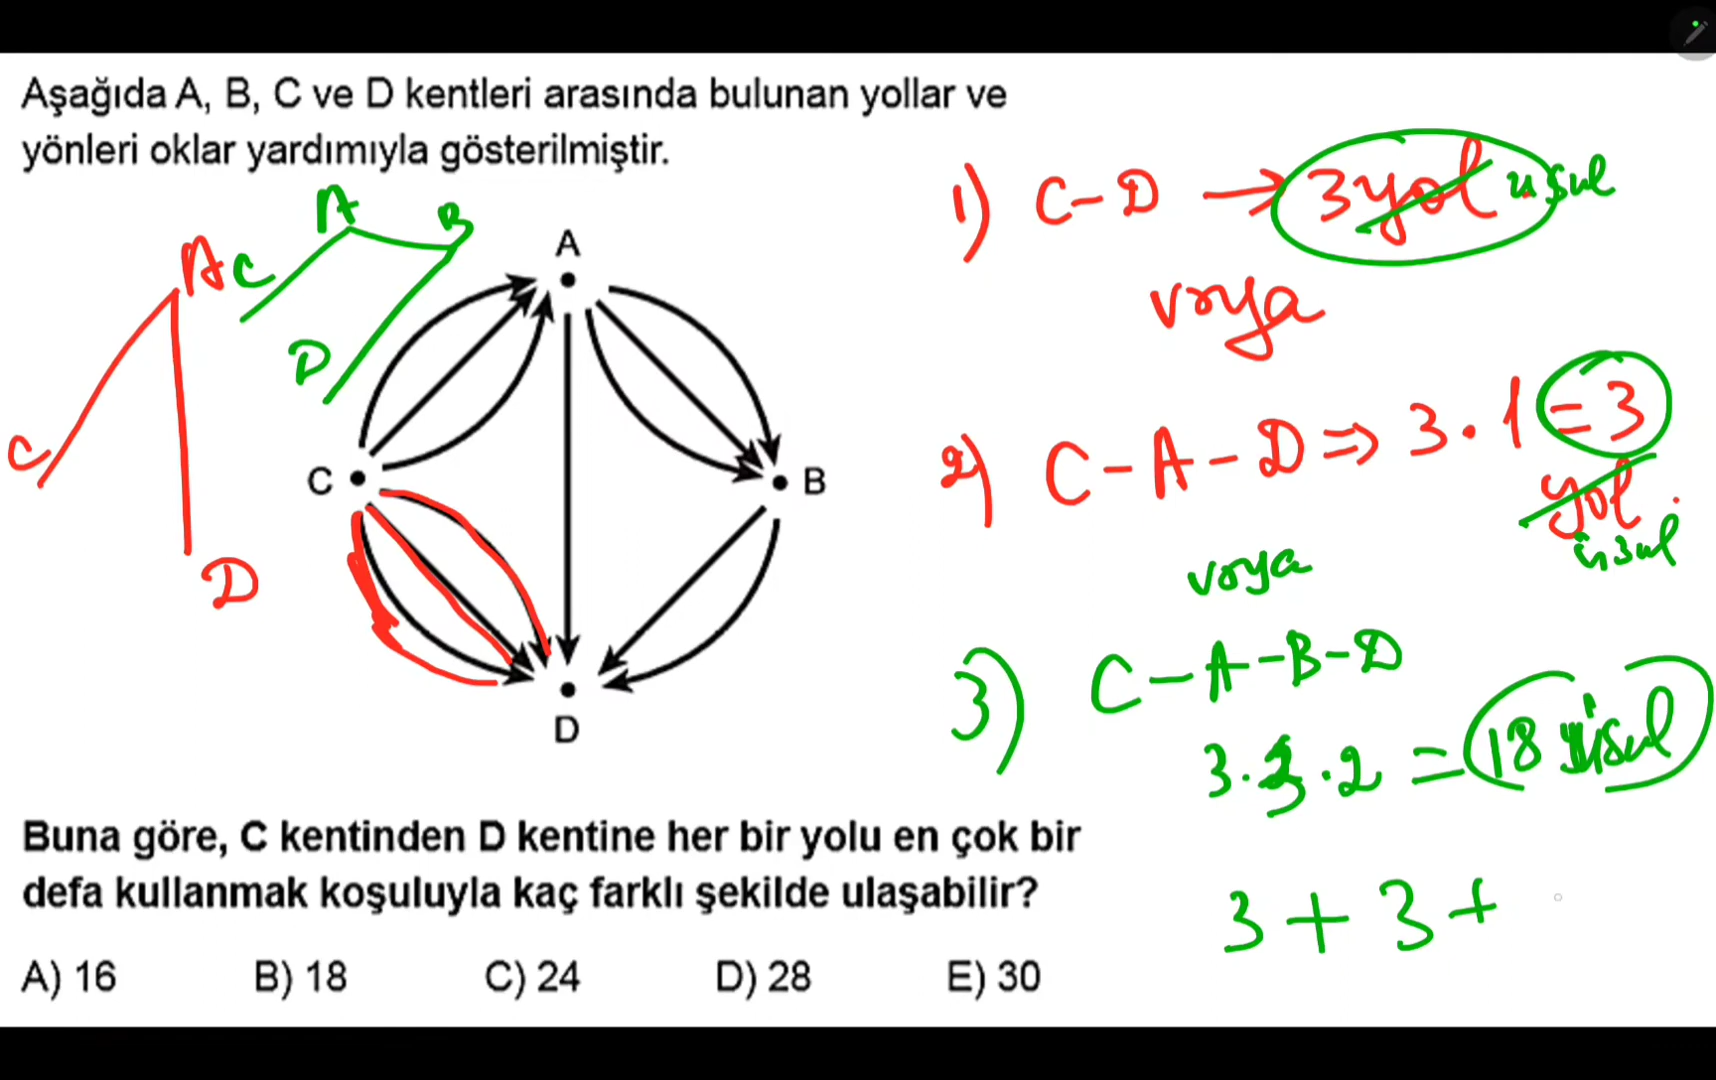 Aşağıda A, B, C ve D kentleri arasında bulunan yollar ve
yönleri oklar yardımıyla gösterilmiştir.
A
B
A
C
D
C
D
A
C
B
D
1) C-D → 3 yol usul
veya
2) C-A-D ⇒ 3.1 = 3
yol
usul
veya
3) C-A-B-D
3.3.2 = 18 usul
3+3+
Buna göre, C kentinden D kentine her bir yolu en çok bir
defa kullanmak koşuluyla kaç farklı şekilde ulaşabilir?
A) 16 B) 18 C) 24 D) 28 E) 30